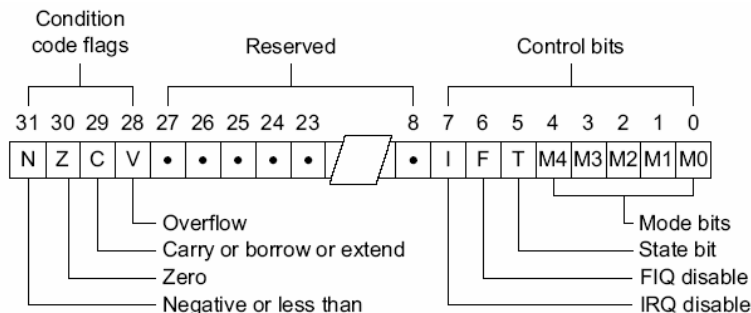 Condition
code flags Reserved Control bits
31 30 29 28 27 26 25 24 23 8 7 6 5 4 3 2 1 0
N Z C V • • • • • • I F T M4 M3 M2 M1 M0
Overflow Mode bits
Carry or borrow or extend State bit
Zero FIQ disable
Negative or less than IRQ disable